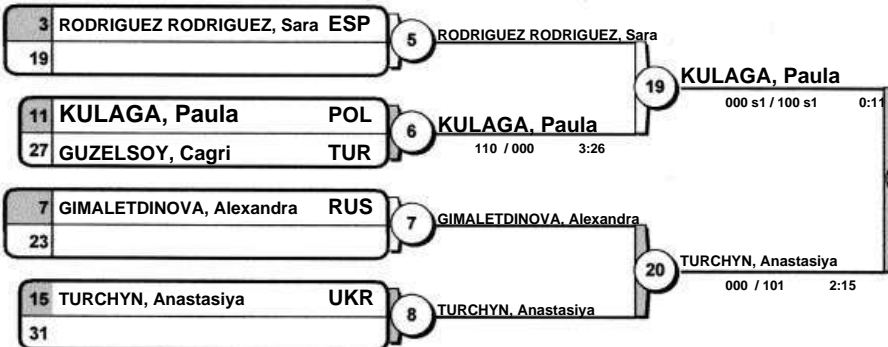 3 RODRIGUEZ RODRIGUEZ, Sara ESP
19
5
RODRIGUEZ RODRIGUEZ, Sara
11 KULAGA, Paula POL
27 GUZELSOY, Cagri TUR
6
KULAGA, Paula
110 / 000 3:26
19
KULAGA, Paula
000 s1 / 100 s1 0:11
7 GIMALETDINOVA, Alexandra RUS
23
7
GIMALETDINOVA, Alexandra
15 TURCHYN, Anastasiya UKR
31
8
TURCHYN, Anastasiya
20
TURCHYN, Anastasiya
000 / 101 2:15